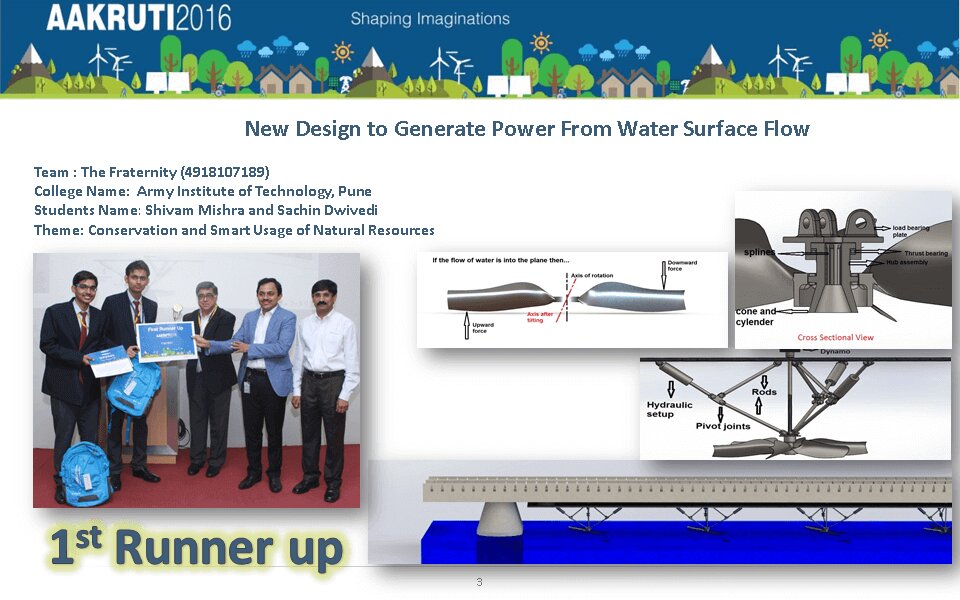 AAKRUTI2016
Shaping Imaginations
New Design to Generate Power From Water Surface Flow
Team : The Fraternity (4918107189)
College Name: Army Institute of Technology, Pune
Students Name: Shivam Mishra and Sachin Dwivedi
Theme: Conservation and Smart Usage of Natural Resources
First Runner Up
AAKRUTI2016
If the flow of water is into the plane then...
Downward
force
Axis of rotation
Axis after
tilting
Upward
force
load bearing
plate
splines
Thrust bearing
Hub assembly
cone and
cylender
Cross Sectional View
Dynamo
Hydraulic
setup
Rods
Pivot joints
1st Runner up
3